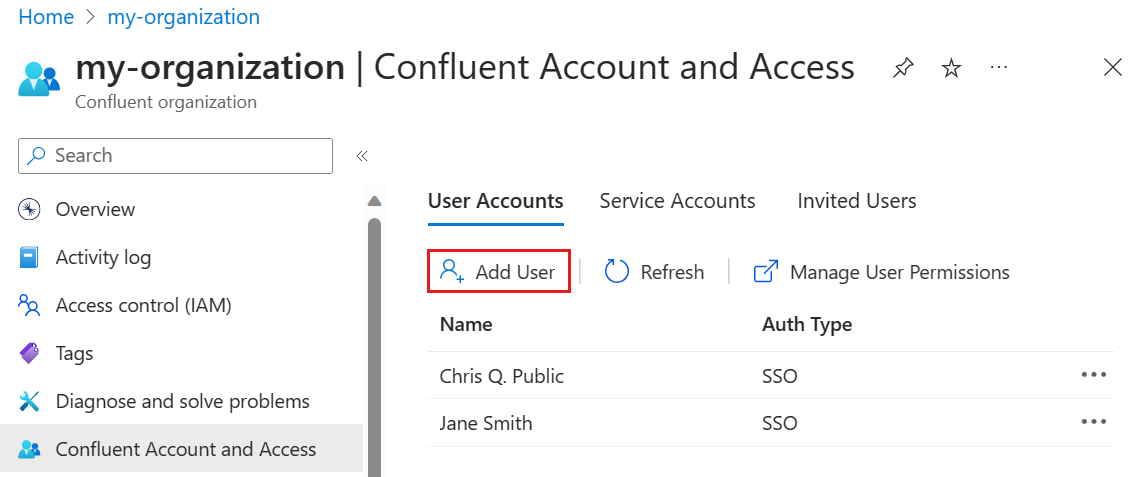 Home > my-organization
my-organization | Confluent Account and Access
Confluent organization
Search
Overview
Activity log
Access control (IAM)
Tags
Diagnose and solve problems
Confluent Account and Access
User Accounts Service Accounts Invited Users
Add User Refresh Manage User Permissions
Name Auth Type
Chris Q. Public SSO
Jane Smith SSO